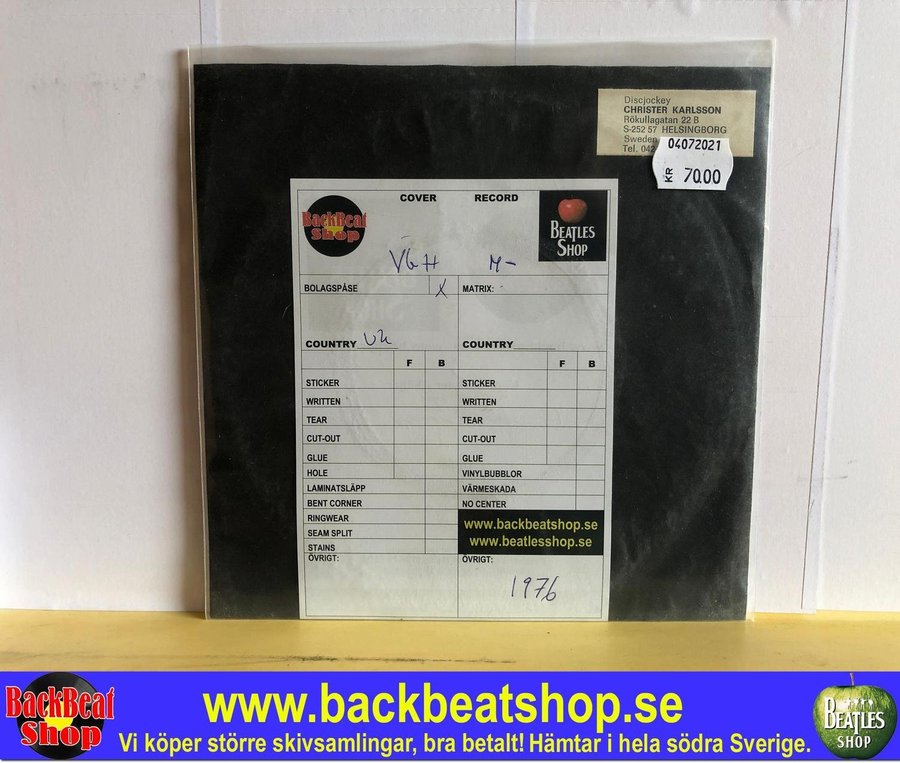 Discjockey
CHRISTER KARLSSON
Rökullagatan 22 B
S-252 57 HELSINGBORG
Sweden
Tel. 042
04072021
KR 70.00
BackBeat
Shop
COVER RECORD
BEATLES
SHOP
VG++ M-
BOLAGSPÅSE X MATRIX:
COUNTRY UK COUNTRY
F B F B
STICKER STICKER
WRITTEN WRITTEN
TEAR TEAR
CUT-OUT CUT-OUT
GLUE GLUE
HOLE VINYLBUBBLOR
LAMINATSLÄPP VÄRMESKADA
BENT CORNER NO CENTER
RINGWEAR
SEAM SPLIT
STAINS
www.backbeatshop.se
www.beatlesshop.se
ÖVRIGT: ÖVRIGT:
1976
BackBeat
Shop
www.backbeatshop.se
Vi köper större skivsamlingar, bra betalt! Hämtar i hela södra Sverige.
BEATLES
SHOP